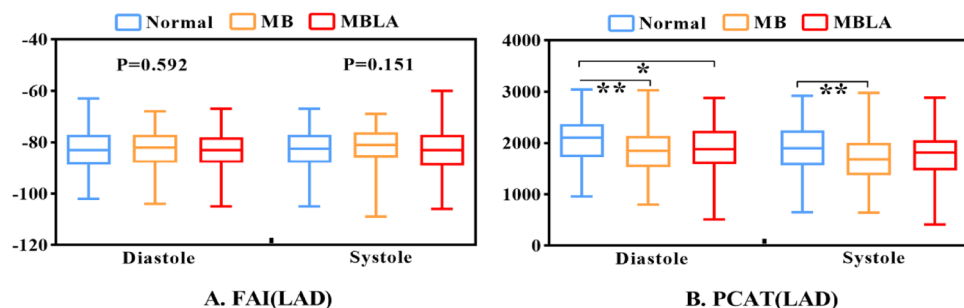 Normal MB MBLA
-40
-60
-80
-100
-120
P=0.592 P=0.151
Diastole Systole
A. FAI(LAD)
Normal MB MBLA
4000
3000
2000
1000
0
*
** **
Diastole Systole
B. PCAT(LAD)